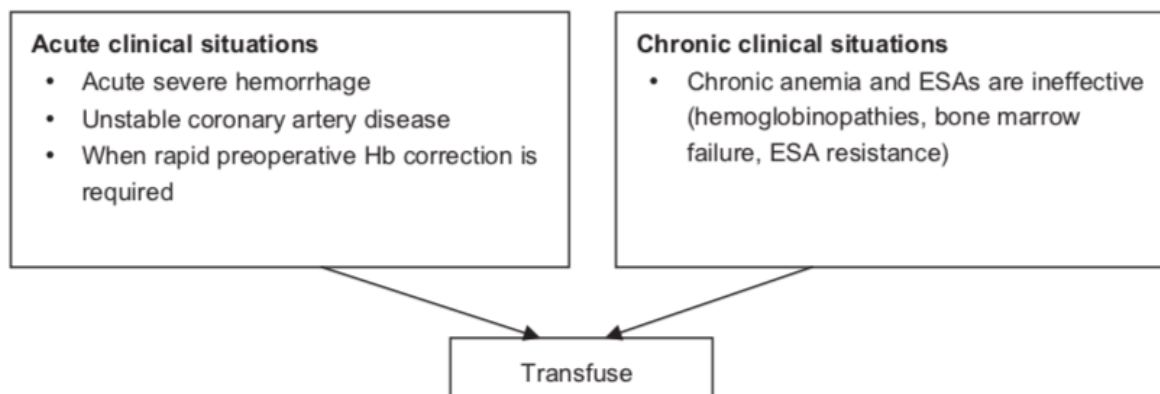 Acute clinical situations
• Acute severe hemorrhage
• Unstable coronary artery disease
• When rapid preoperative Hb correction is
required
Chronic clinical situations
• Chronic anemia and ESAs are ineffective
(hemoglobinopathies, bone marrow
failure, ESA resistance)
Transfuse